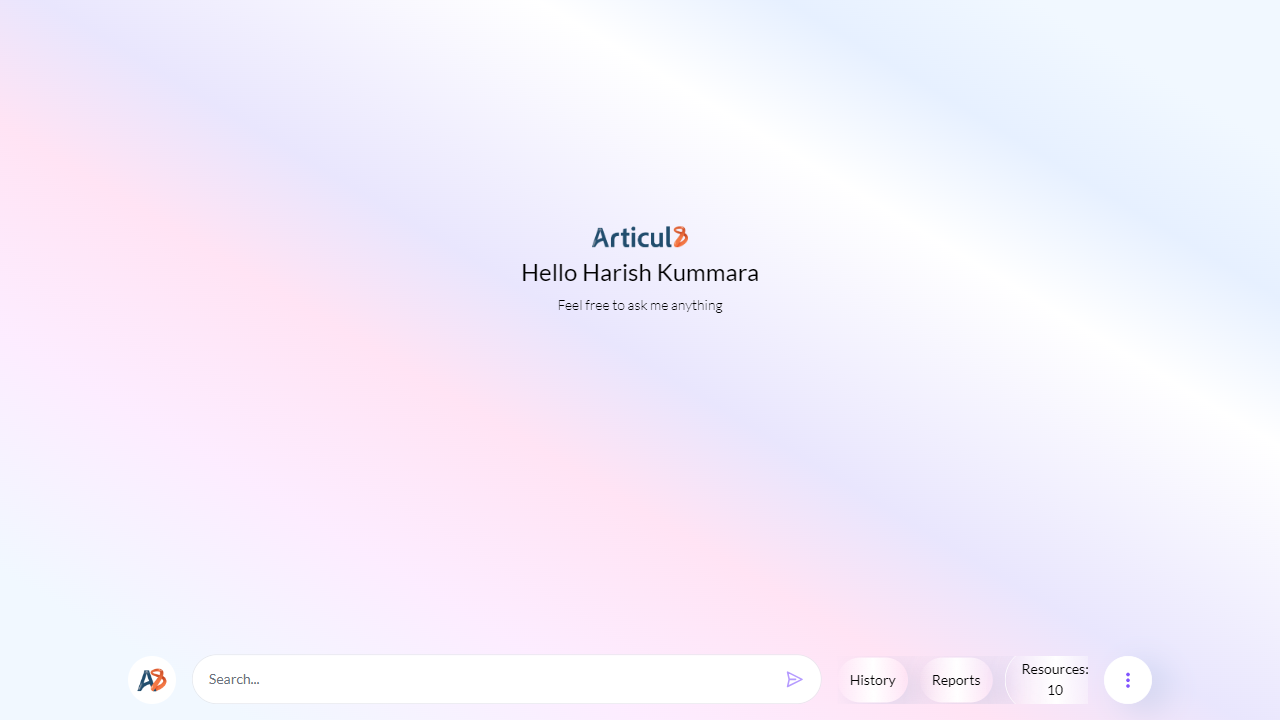 Articul8
Hello Harish Kummara
Feel free to ask me anything
A8
Search...
History
Reports
Resources:
10